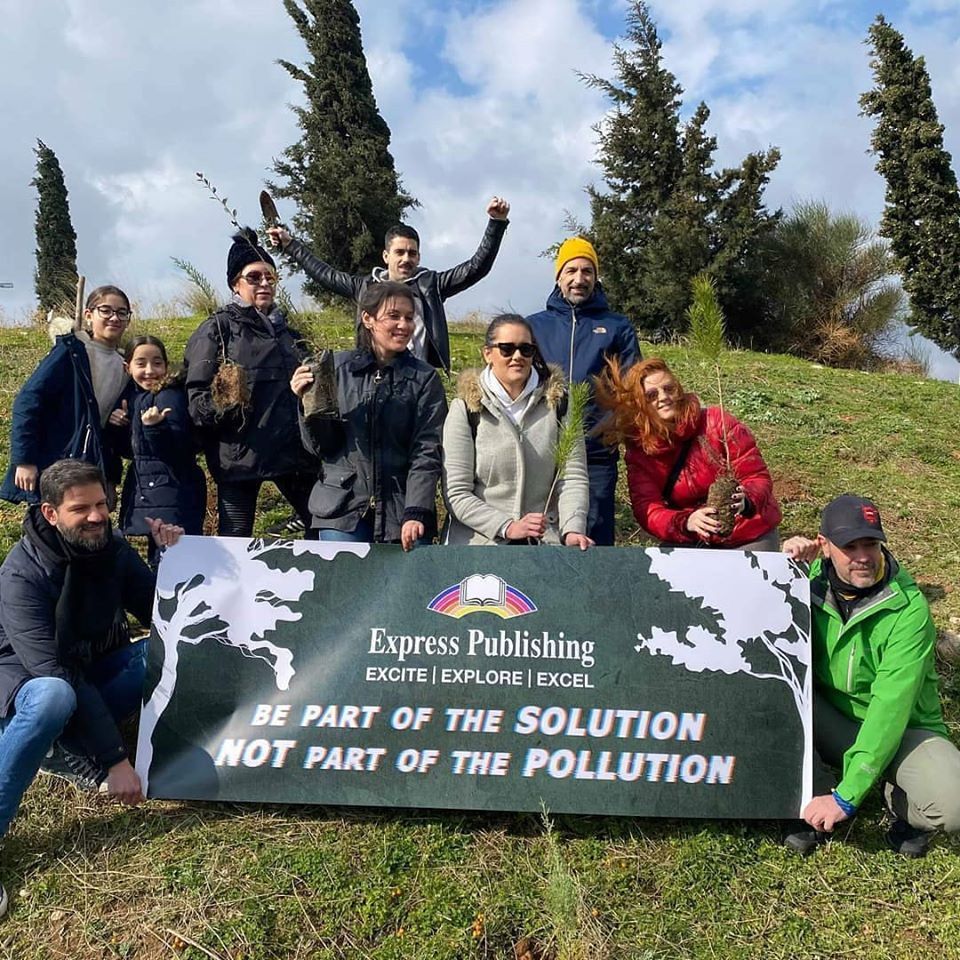 Express Publishing
EXCITE | EXPLORE | EXCEL
BE PART OF THE SOLUTION
NOT PART OF THE POLLUTION